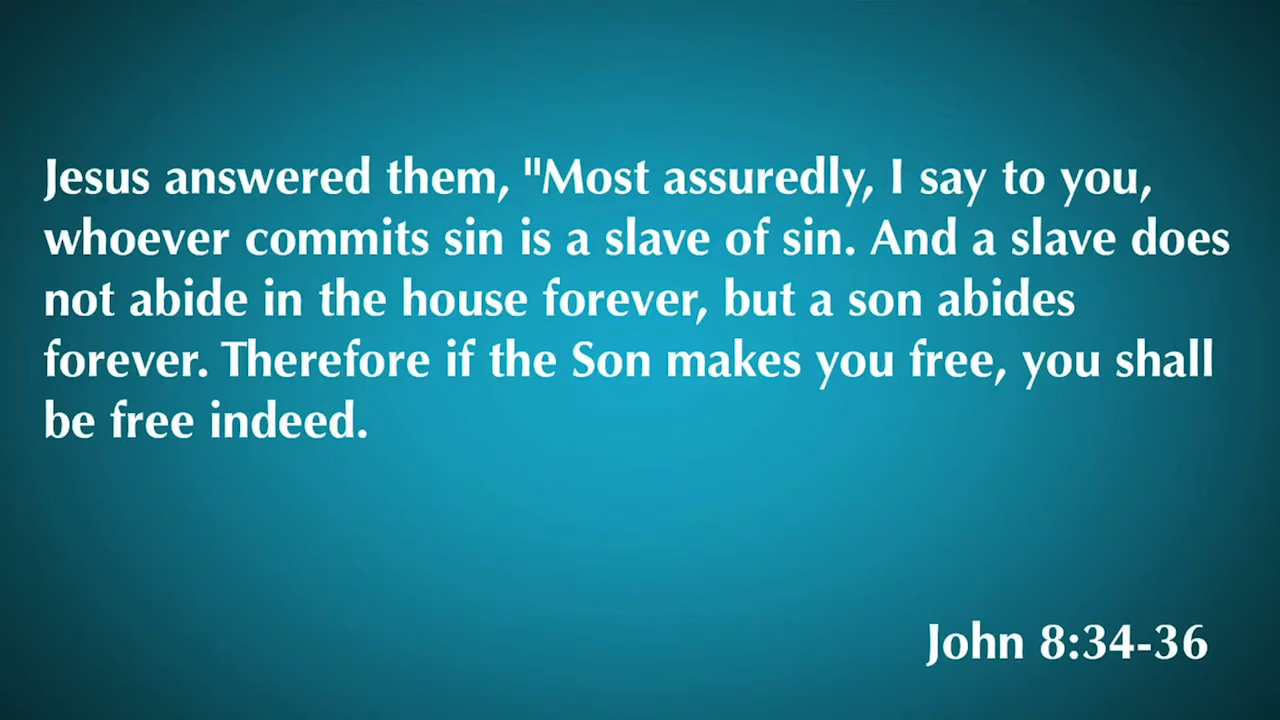 Jesus answered them, "Most assuredly, I say to you,
whoever commits sin is a slave of sin. And a slave does
not abide in the house forever, but a son abides
forever. Therefore if the Son makes you free, you shall
be free indeed.
John 8:34-36